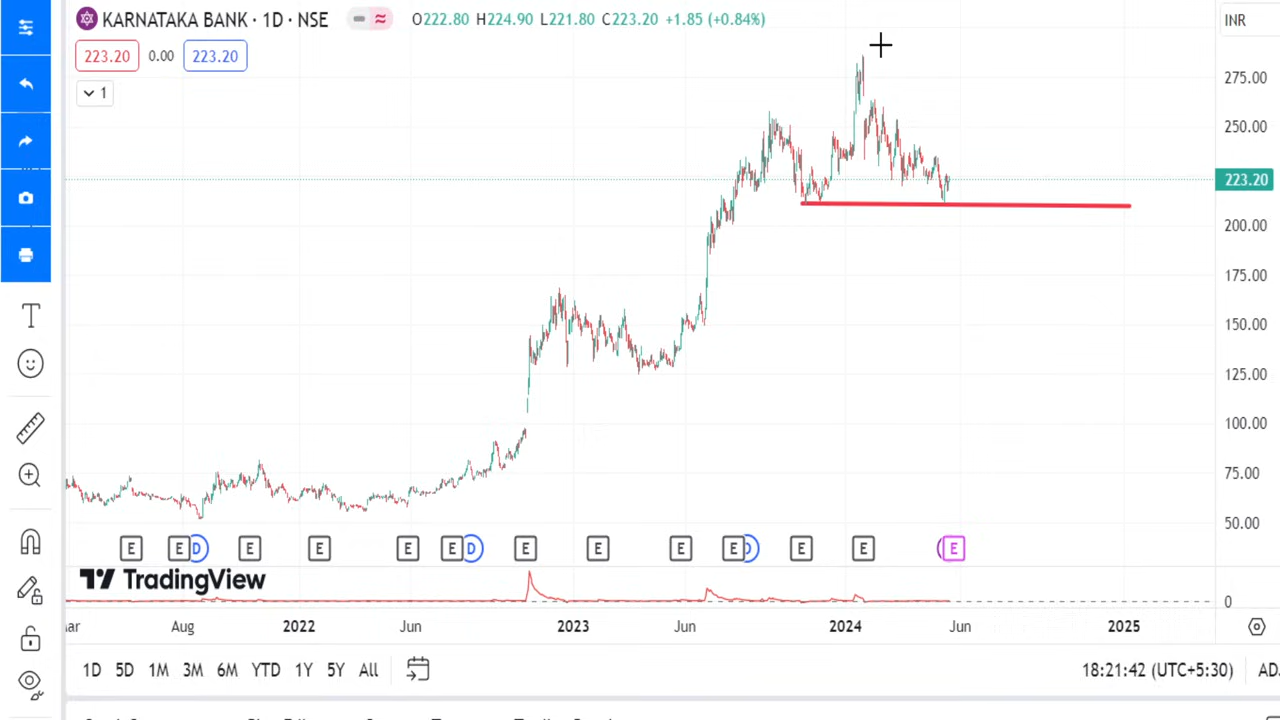 KARNATAKA BANK · 1D · NSE
O222.80 H224.90 L221.80 C223.20 +1.85 (+0.84%)
INR
223.20 0.00 223.20
1
275.00
250.00
223.20
200.00
175.00
150.00
125.00
100.00
75.00
50.00
E E D E E E E D E E E E D E E E
TradingView
0
Aug 2022 Jun 2023 Jun 2024 Jun 2025
1D 5D 1M 3M 6M YTD 1Y 5Y All
18:21:42 (UTC+5:30)